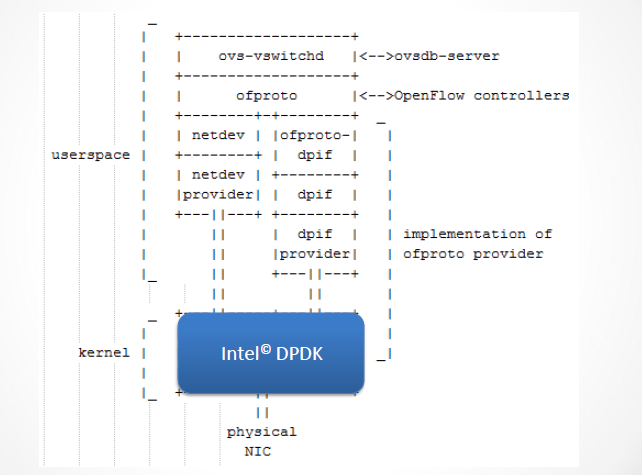 ovs-vswitchd |<-->ovsdb-server
ofproto |<-->OpenFlow controllers
netdev | |ofproto-|
userspace | dpif
netdev | dpif
provider
dpif | implementation of
provider | ofproto provider
kernel | Intel© DPDK
physical
NIC